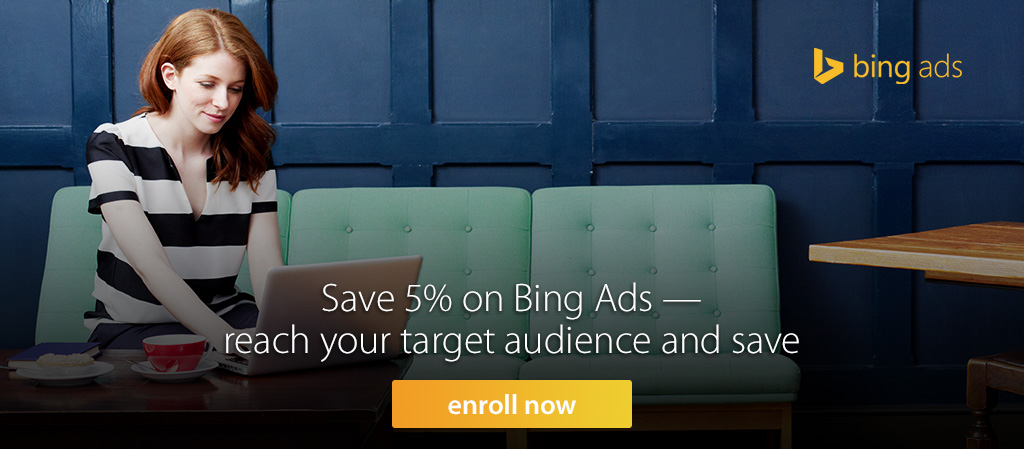 bing ads
Save 5% on Bing Ads —
reach your target audience and save
enroll now